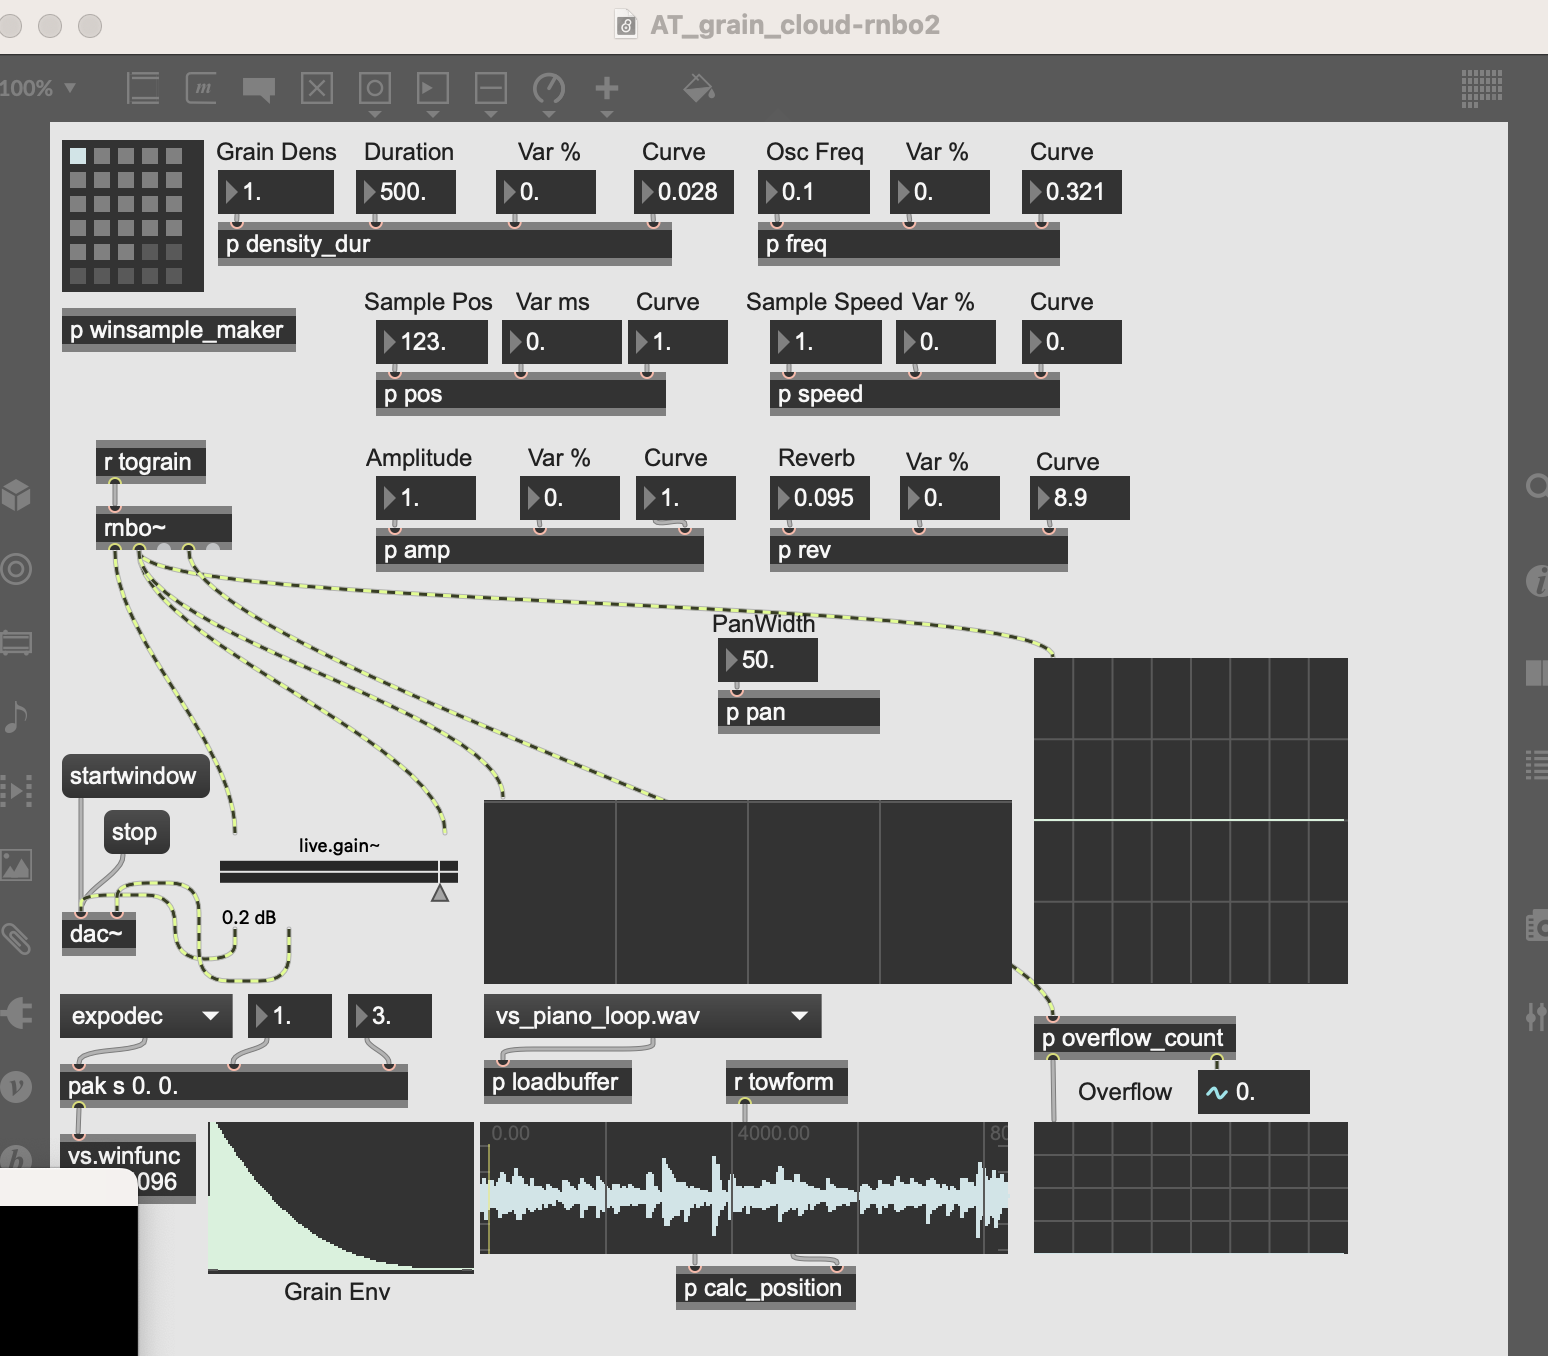 AT_grain_cloud-rnbo2
100%
m
Grain Dens Duration Var % Curve Osc Freq Var % Curve
1. 500. 0. 0.028 0.1 0. 0.321
p density_dur p freq
Sample Pos Var ms Curve Sample Speed Var % Curve
p winsample_maker 123. 0. 1. 1. 0. 0.
p pos p speed
r tograin Amplitude Var % Curve Reverb Var % Curve
1. 0. 1. 0.095 0. 8.9
rnbo~
p amp p rev
PanWidth
50.
p pan
startwindow
stop
live.gain~
0.2 dB
dac~
expodec 1. 3. vs_piano_loop.wav
p overflow_count
pak s 0. 0. p loadbuffer r towform Overflow 0.
0.00 4000.00 80
vs.winfunc
096
p calc_position
Grain Env